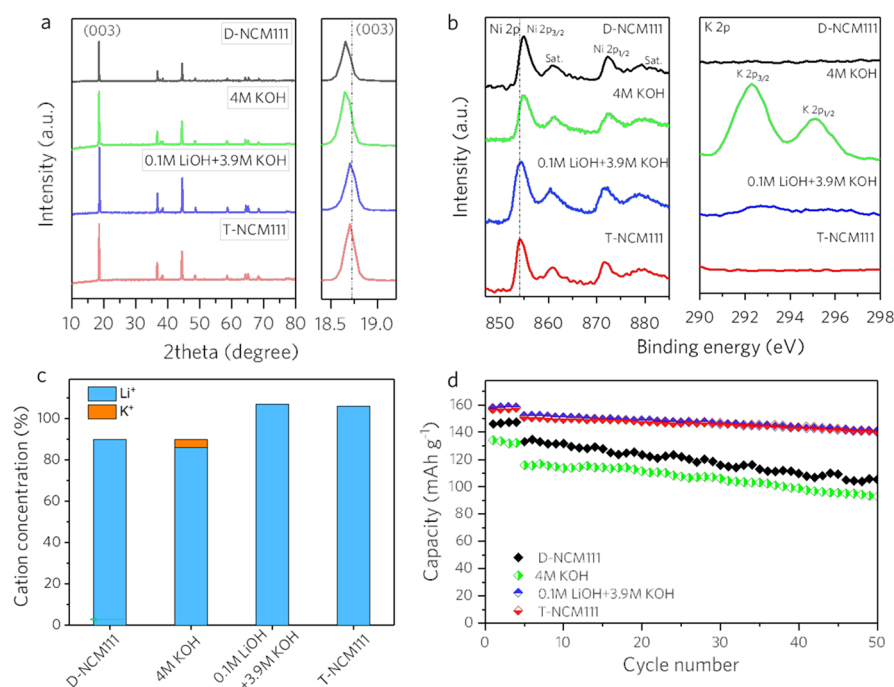 a
(003)
D-NCM111
4M KOH
0.1M LiOH+3.9M KOH
T-NCM111
Intensity (a.u.)
10 20 30 40 50 60 70 80
2theta (degree)
(003)
18.5 19.0
b
Ni 2p
Ni 2p3/2
D-NCM111
Ni 2p1/2
Sat.
Sat.
4M KOH
0.1M LiOH+3.9M KOH
T-NCM111
Intensity (a.u.)
850 860 870 880
K 2p
D-NCM111
4M KOH
K 2p3/2
K 2p1/2
0.1M LiOH+3.9M KOH
T-NCM111
290 292 294 296 298
Binding energy (eV)
c
Li+
K+
Cation concentration (%)
100
80
60
40
20
0
D-NCM111
4M KOH
0.1M LiOH
+3.9M KOH
T-NCM111
d
Capacity (mAh g-1)
160
140
120
100
80
60
40
20
0
D-NCM111
4M KOH
0.1M LiOH+3.9M KOH
T-NCM111
0 10 20 30 40 50
Cycle number